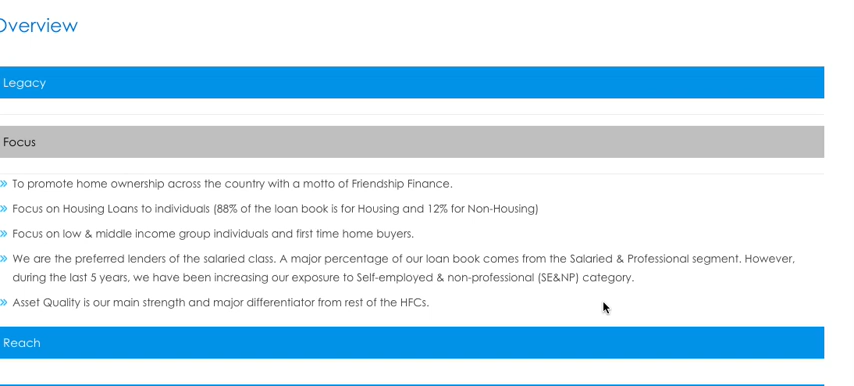 Overview
Legacy
Focus
» To promote home ownership across the country with a motto of Friendship Finance.
» Focus on Housing Loans to individuals (88% of the loan book is for Housing and 12% for Non-Housing)
» Focus on low & middle income group individuals and first time home buyers.
» We are the preferred lenders of the salaried class. A major percentage of our loan book comes from the Salaried & Professional segment. However,
during the last 5 years, we have been increasing our exposure to Self-employed & non-professional (SE&NP) category.
» Asset Quality is our main strength and major differentiator from rest of the HFCs.
Reach